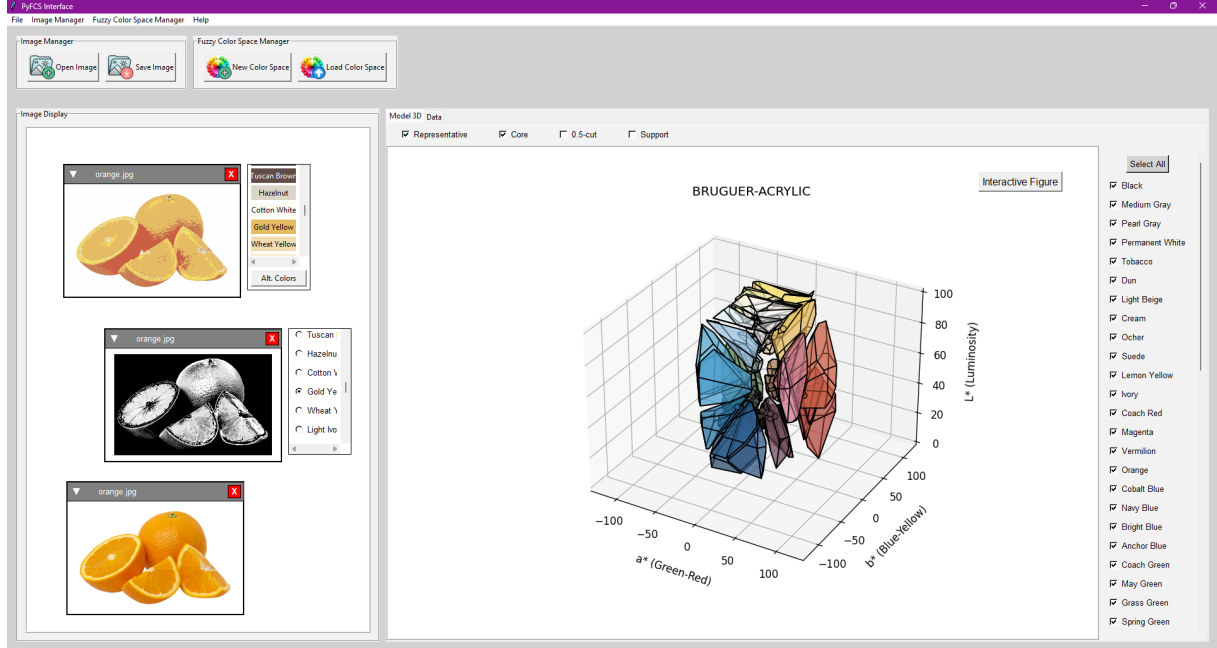 PyFCS Interface
File Image Manager Fuzzy Color Space Manager Help
Image Manager
Open Image
Save Image
Fuzzy Color Space Manager
New Color Space
Load Color Space
Image Display
orange.jpg X
Tuscan Brown
Hazelnut
Cotton White
Gold Yellow
Wheat Yellow
Alt. Colors
orange.jpg X
Tuscan
Hazelnu
Cotton
Gold Ye
Wheat
Light Ivo
orange.jpg X
Model 3D Data
Representative Core 0.5-cut Support
BRUGUER-ACRYLIC
Interactive Figure
100
80
60
40
20
0
L* (Luminosity)
100
50
0
−50
−100
b* (Blue-Yellow)
−100
−50
0
50
100
a* (Green-Red)
Select All
Black
Medium Gray
Pearl Gray
Permanent White
Tobacco
Dun
Light Beige
Cream
Ocher
Suede
Lemon Yellow
Ivory
Coach Red
Magenta
Vermilion
Orange
Cobalt Blue
Navy Blue
Bright Blue
Anchor Blue
Coach Green
May Green
Grass Green
Spring Green